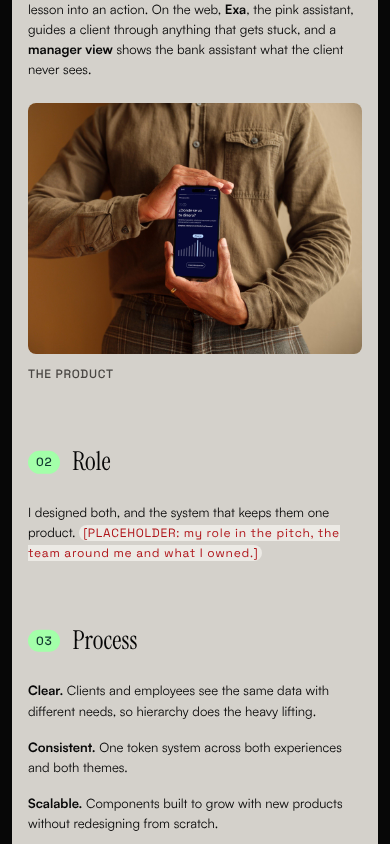 lesson into an action. On the web, Exa, the pink assistant,
guides a client through anything that gets stuck, and a
manager view shows the bank assistant what the client
never sees.
THE PRODUCT
02 Role
I designed both, and the system that keeps them one
product. [PLACEHOLDER: my role in the pitch, the
team around me and what I owned.]
03 Process
Clear. Clients and employees see the same data with
different needs, so hierarchy does the heavy lifting.
Consistent. One token system across both experiences
and both themes.
Scalable. Components built to grow with new products
without redesigning from scratch.